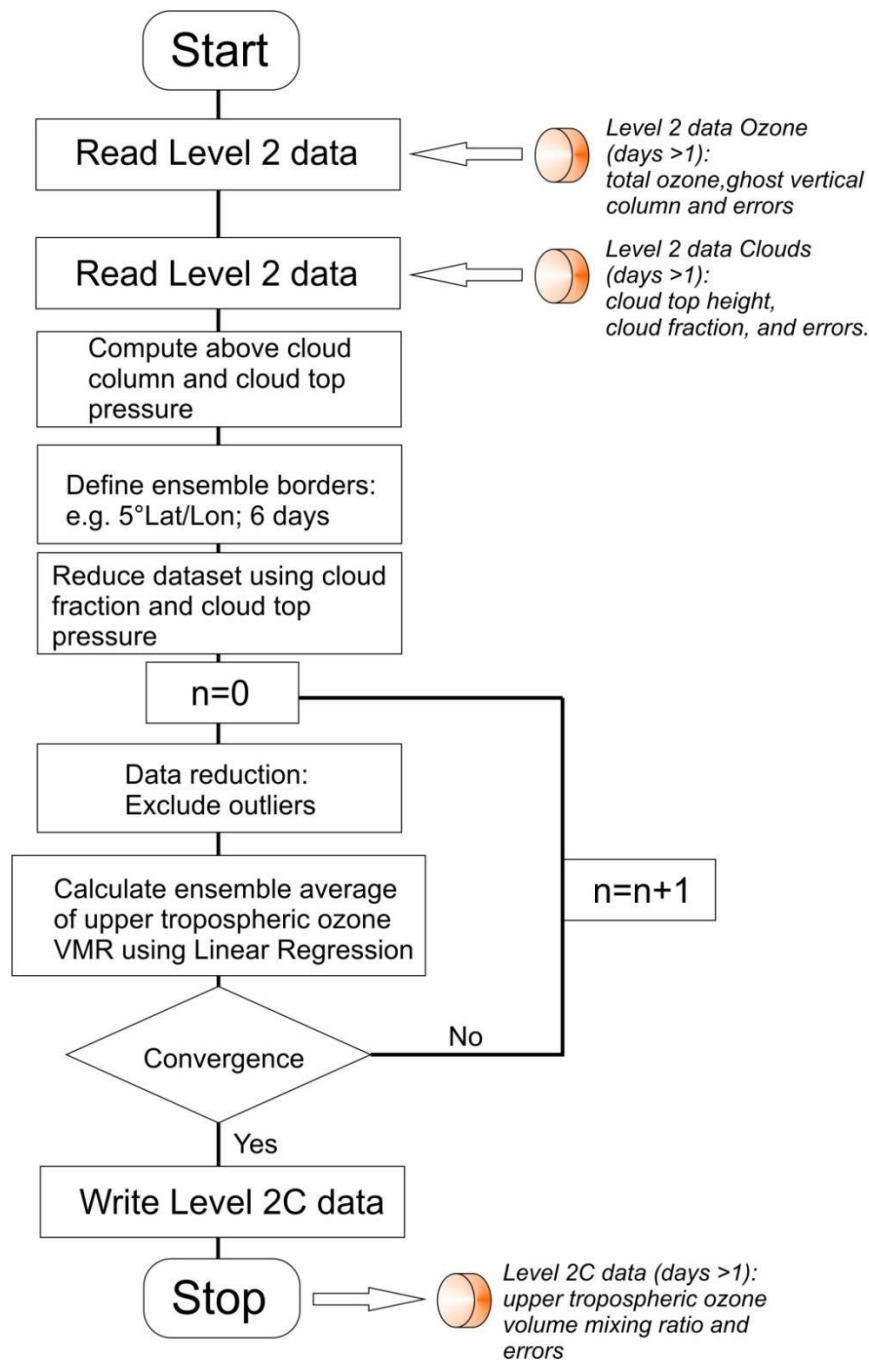 Start
Read Level 2 data
Level 2 data Ozone
(days >1):
total ozone,ghost vertical
column and errors
Read Level 2 data
Level 2 data Clouds
(days >1):
cloud top height,
cloud fraction, and errors.
Compute above cloud
column and cloud top
pressure
Define ensemble borders:
e.g. 5°Lat/Lon; 6 days
Reduce dataset using cloud
fraction and cloud top
pressure
n=0
Data reduction:
Exclude outliers
Calculate ensemble average
of upper tropospheric ozone
VMR using Linear Regression
n=n+1
Convergence
No
Yes
Write Level 2C data
Stop
Level 2C data (days >1):
upper tropospheric ozone
volume mixing ratio and
errors